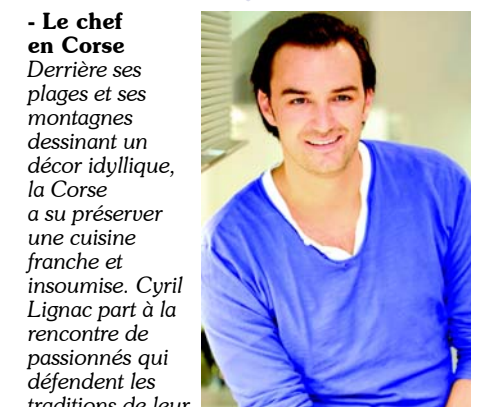 - Le chef
en Corse
Derrière ses
plages et ses
montagnes
dessinant un
décor idyllique,
la Corse
a su préserver
une cuisine
franche et
insoumise. Cyril
Lignac part à la
rencontre de
passionnés qui
défendent les
traditions de leur